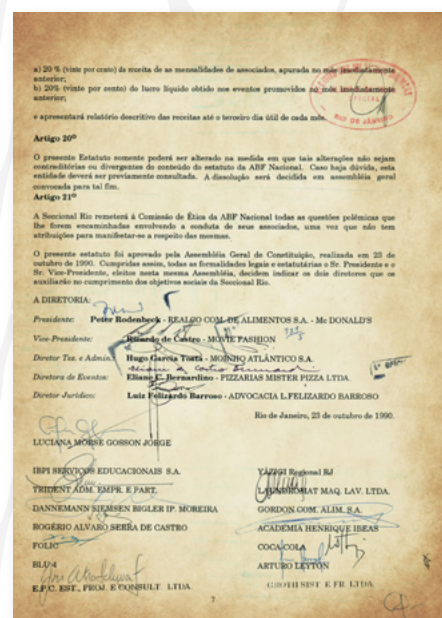 a) 20 % (vinte por cento) da receita de as mensalidades de associados, apurada no mês imediatamente
anterior;
b) 20% (vinte por cento) do lucro líquido obtido nos eventos promovidos no mês imediatamente
anterior;
e apresentará relatório descritivo das receitas até o terceiro dia útil de cada mês.
RIO DE JANEIRO
Artigo 20º
O presente Estatuto somente poderá ser alterado na medida em que tais alterações não sejam
contraditórias ou divergentes do conteúdo do estatuto da ABF Nacional. Caso haja dúvida, esta
entidade deverá ser previamente consultada. A dissolução será decidida em assembléia geral
convocada para tal fim.
Artigo 21º
A Seccional Rio remeterá à Comissão de Ética da ABF Nacional todas as questões polêmicas que
lhe forem encaminhadas envolvendo a conduta de seus associados, uma vez que não tem
atribuições para manifestar-se a respeito das mesmas.
O presente estatuto foi aprovado pela Assembléia Geral de Constituição, realizada em 23 de
outubro de 1990. Cumpridas assim, todas as formalidades legais e estatutárias o Sr. Presidente e o
Sr. Vice-Presidente, eleitos nesta mesma Assembléia, decidem indicar os dois diretores que os
auxiliarão no cumprimento dos objetivos sociais da Seccional Rio.
A DIRETORIA:
Presidente: Peter Rodenbeck - REALCO COM. DE ALIMENTOS S.A. - Mc DONALD'S
Vice-Presidente: Ricardo de Castro - MOVIE FASHION
Diretor Tes. e Admin.: Hugo Garcia Tosta - MOINHO ATLÂNTICO S.A.
Diretora de Eventos: Eliane C. Bernardino - PIZZARIAS MISTER PIZZA LTDA.
Diretor Jurídico: Luiz Felizardo Barroso - ADVOCACIA L.FELIZARDO BARROSO
Rio de Janeiro, 23 de outubro de 1990.
LUCIANA MORSE GOSSON JORGE
IBPI SERVIÇOS EDUCACIONAIS S.A. YÁZIGI Regional RJ
TRIDENT ADM. EMPR. E PART. LAUNDROMAT MAQ. LAV. LTDA.
DANNEMANN SIEMSEN BIGLER IP. MOREIRA GORDON COM. ALIM. S.A.
ROGÉRIO ALVARO SERRA DE CASTRO ACADEMIA HENRIQUE IBEAS
FOLIC COCA COLA
BLU 4 ARTURO LEYTON
E.P.C. EST., PROJ. E CONSULT. LTDA. GROTH SIST. E FR. LTDA.
7